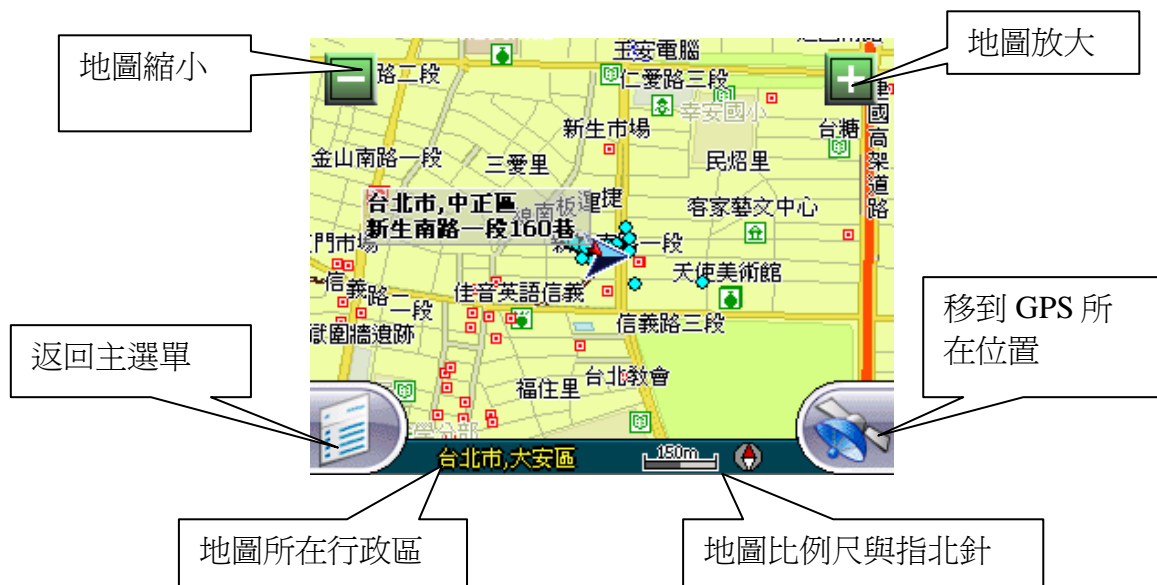 地圖縮小
地圖放大
路二段
王安電腦
仁愛路三段
幸安國小
建國高架道路
新生市場
台糖
金山南路一段
三愛里
民炤里
台北市,中正區
新生南路一段160巷
捷運板南線
客家藝文中心
門市場
一段
天使美術館
信義路二段
佳音英語信義
信義路三段
移到 GPS 所
在位置
返回主選單
獄圍牆遺跡
福住里
台北教會
台北市,大安區
150m
地圖所在行政區
地圖比例尺與指北針